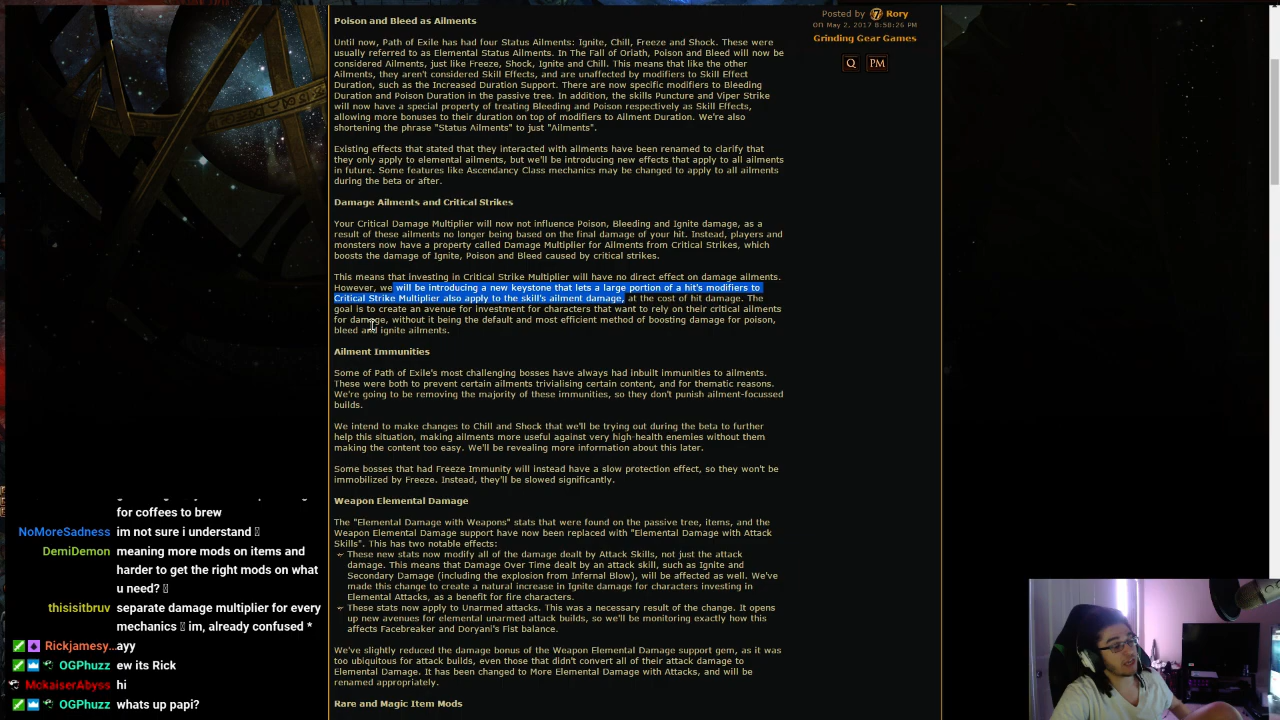 Poison and Bleed as Ailments
Until now, Path of Exile has had four Status Ailments: Ignite, Chill, Freeze and Shock. These were
usually referred to as Elemental Status Ailments. In The Fall of Oriath, Poison and Bleed will now be
considered Ailments, just like Freeze, Shock, Ignite and Chill. This means that like the other
Ailments, they aren't considered Skill Effects, and are unaffected by modifiers to Skill Effect
Duration, such as the Increased Duration Support. There are now specific modifiers to Bleeding
Duration and Poison Duration in the passive tree. In addition, the skills Puncture and Viper Strike
will now have a special property of treating Bleeding and Poison respectively as Skill Effects,
allowing more bonuses to their duration on top of modifiers to Ailment Duration. We're also
shortening the phrase "Status Ailments" to just "Ailments".
Existing effects that stated that they interacted with ailments have been renamed to clarify that
they only apply to elemental ailments, but we'll be introducing new effects that apply to all ailments
in future. Some features like Ascendancy Class mechanics may be changed to apply to all ailments
during the beta or after.
Damage Ailments and Critical Strikes
Your Critical Damage Multiplier will now not influence Poison, Bleeding and Ignite damage, as a
result of these ailments no longer being based on the final damage of your hit. Instead, players and
monsters now have a property called Damage Multiplier for Ailments from Critical Strikes, which
boosts the damage of Ignite, Poison and Bleed caused by critical strikes.
This means that investing in Critical Strike Multiplier will have no direct effect on damage ailments.
However, we will be introducing a new keystone that lets a large portion of a hit's modifiers to
Critical Strike Multiplier also apply to the skill's ailment damage, at the cost of hit damage. The
goal is to create an avenue for investment for characters that want to rely on their critical ailments
for damage, without it being the default and most efficient method of boosting damage for poison,
bleed and ignite ailments.
Ailment Immunities
Some of Path of Exile's most challenging bosses have always had inbuilt immunities to ailments.
These were both to prevent certain ailments trivialising certain content, and for thematic reasons.
We're going to be removing the majority of these immunities, so they don't punish ailment-focussed
builds.
We intend to make changes to Chill and Shock that we'll be trying out during the beta to further
help this situation, making ailments more useful against very high-health enemies without them
making the content too easy. We'll be revealing more information about this later.
Some bosses that had Freeze Immunity will instead have a slow protection effect, so they won't be
immobilized by Freeze. Instead, they'll be slowed significantly.
Weapon Elemental Damage
The "Elemental Damage with Weapons" stats that were found on the passive tree, items, and the
Weapon Elemental Damage support have now been replaced with "Elemental Damage with Attack
Skills". This has two notable effects:
These new stats now modify all of the damage dealt by Attack Skills, not just the attack
damage. This means that Damage Over Time dealt by an attack skill, such as Ignite and
Secondary Damage (including the explosion from Infernal Blow), will be affected as well. We've
made this change to create a natural increase in Ignite damage for characters investing in
Elemental Attacks, as a benefit for fire characters.
These stats now apply to Unarmed attacks. This was a necessary result of the change. It opens
up new avenues for elemental unarmed attack builds, so we'll be monitoring exactly how this
affects Facebreaker and Doryani's Fist balance.
We've slightly reduced the damage bonus of the Weapon Elemental Damage support gem, as it was
too ubiquitous for attack builds, even those that didn't convert all of their attack damage to
Elemental Damage. It has been changed to More Elemental Damage with Attacks, and will be
renamed appropriately.
Rare and Magic Item Mods
Posted by Rory
on May 2, 2017 8:58:26 PM
Grinding Gear Games
Q PM
for coffees to brew
NoMoreSadness im not sure i understand
DemiDemon meaning more mods on items and
harder to get the right mods on what
u need?
thisisitbruv separate damage multiplier for every
mechanics im, already confused *
Rickjamesy... ayy
OGPhuzz ew its Rick
MckaiserAbyss hi
OGPhuzz whats up papi?